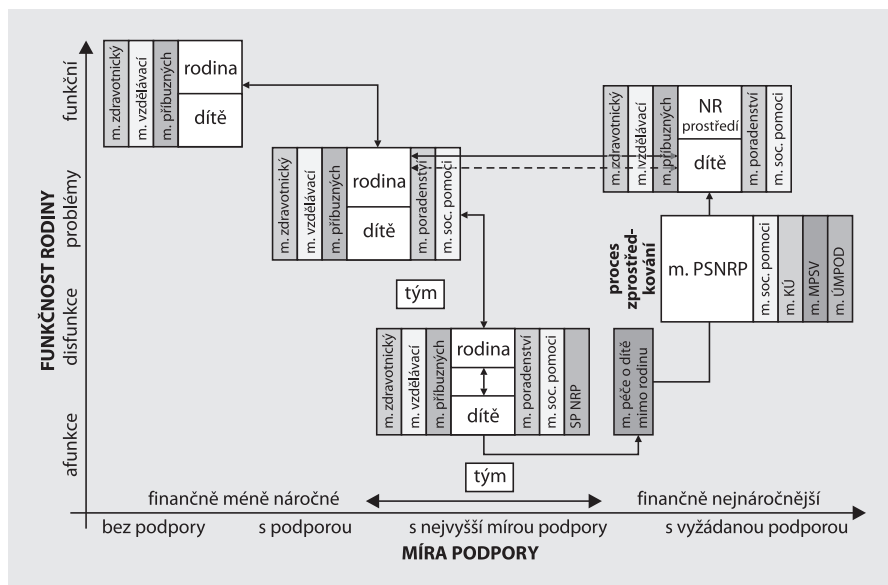 FUNKČNOST RODINY
funkční
problémy
disfunkce
afunkce
m. zdravotnický
m. vzdělávací
m. příbuzných
rodina
dítě
m. zdravotnický
m. vzdělávací
m. příbuzných
rodina
dítě
m. poradenství
m. soc. pomoci
tým
m. zdravotnický
m. vzdělávací
m. příbuzných
rodina
dítě
m. poradenství
m. soc. pomoci
SP NRP
tým
m. péče o dítě
mimo rodinu
proces
zprostřed-
kování
m. PSNRP
m. soc. pomoci
m. KÚ
m. MPSV
m. ÚMPOD
m. zdravotnický
m. vzdělávací
m. příbuzných
NR
prostředí
dítě
m. poradenství
m. soc. pomoci
finančně méně náročné
finančně nejnáročnější
bez podpory
s podporou
s nejvyšší mírou podpory
s vyžádanou podporou
MÍRA PODPORY